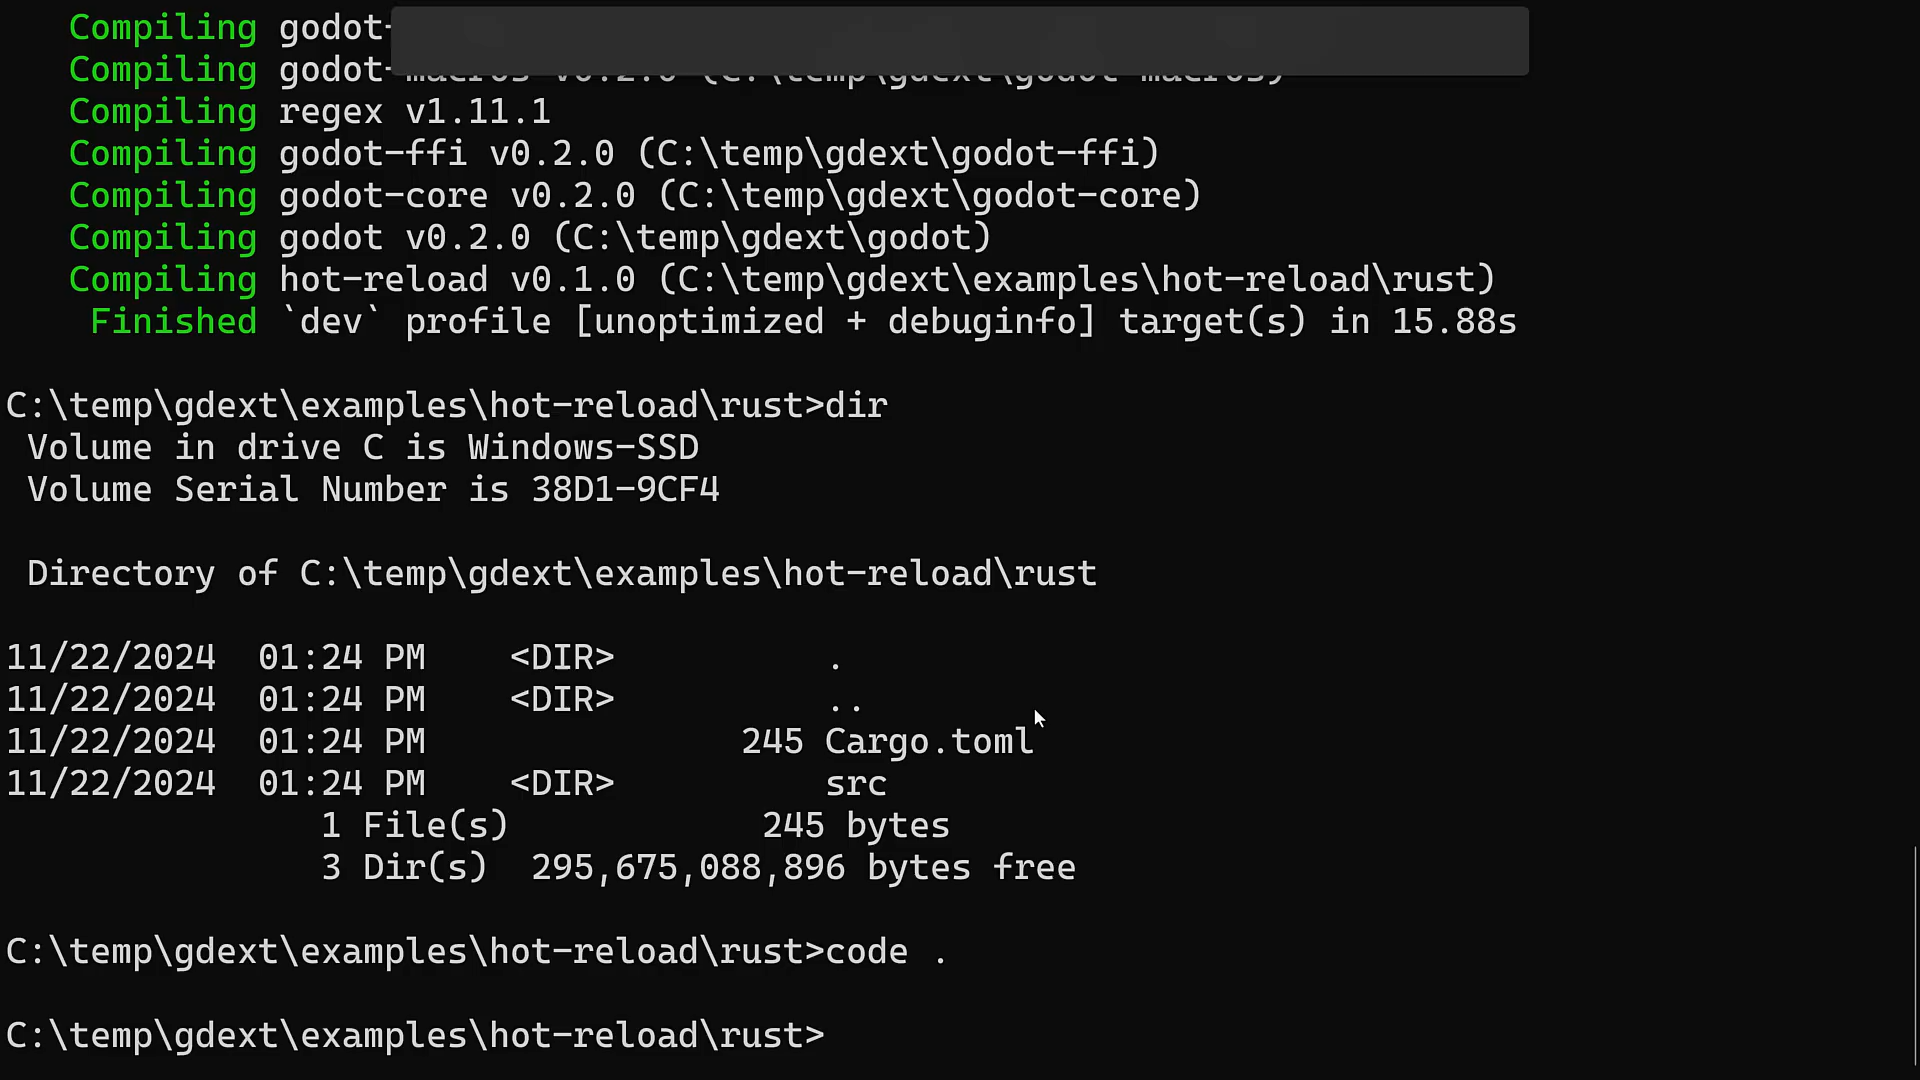 Compiling godot-
Compiling godot-macros v0.2.0 (C:\temp\gdext\godot-macros)
Compiling regex v1.11.1
Compiling godot-ffi v0.2.0 (C:\temp\gdext\godot-ffi)
Compiling godot-core v0.2.0 (C:\temp\gdext\godot-core)
Compiling godot v0.2.0 (C:\temp\gdext\godot)
Compiling hot-reload v0.1.0 (C:\temp\gdext\examples\hot-reload\rust)
Finished `dev` profile [unoptimized + debuginfo] target(s) in 15.88s
C:\temp\gdext\examples\hot-reload\rust>dir
Volume in drive C is Windows-SSD
Volume Serial Number is 38D1-9CF4
Directory of C:\temp\gdext\examples\hot-reload\rust
11/22/2024  01:24 PM    <DIR>          .
11/22/2024  01:24 PM    <DIR>          ..
11/22/2024  01:24 PM               245 Cargo.toml
11/22/2024  01:24 PM    <DIR>          src
1 File(s)            245 bytes
3 Dir(s)  295,675,088,896 bytes free
C:\temp\gdext\examples\hot-reload\rust>code .
C:\temp\gdext\examples\hot-reload\rust>